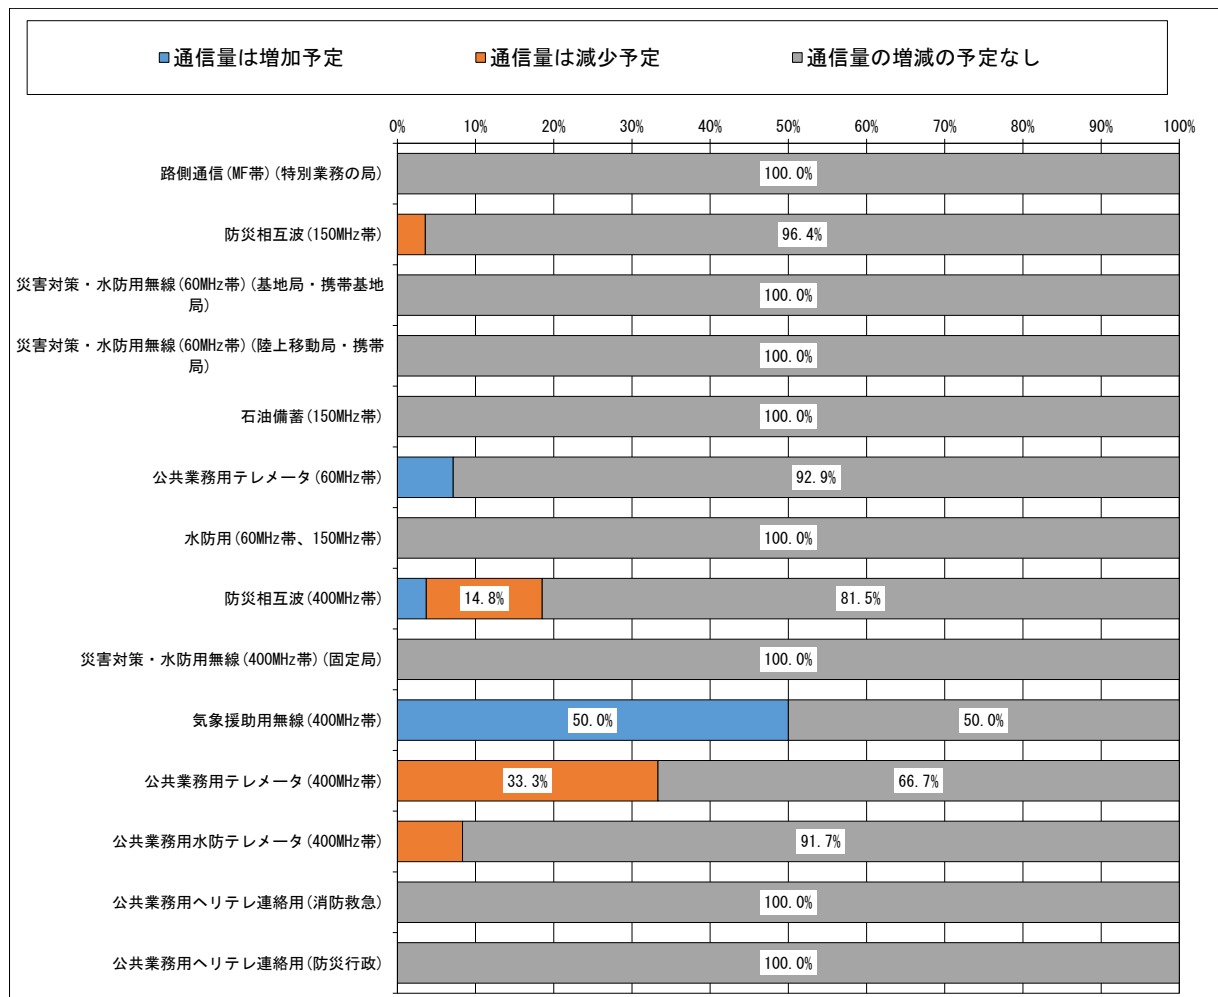 ■通信量は増加予定 ■通信量は減少予定 ■通信量の増減の予定なし
0% 10% 20% 30% 40% 50% 60% 70% 80% 90% 100%
路側通信(MF帯)(特別業務の局) 100.0%
防災相互波(150MHz帯) 96.4%
災害対策・水防用無線(60MHz帯)(基地局・携帯基地
局) 100.0%
災害対策・水防用無線(60MHz帯)(陸上移動局・携帯
局) 100.0%
石油備蓄(150MHz帯) 100.0%
公共業務用テレメータ(60MHz帯) 92.9%
水防用(60MHz帯、150MHz帯) 100.0%
防災相互波(400MHz帯) 14.8% 81.5%
災害対策・水防用無線(400MHz帯)(固定局) 100.0%
気象援助用無線(400MHz帯) 50.0% 50.0%
公共業務用テレメータ(400MHz帯) 33.3% 66.7%
公共業務用水防テレメータ(400MHz帯) 91.7%
公共業務用ヘリテレ連絡用(消防救急) 100.0%
公共業務用ヘリテレ連絡用(防災行政) 100.0%